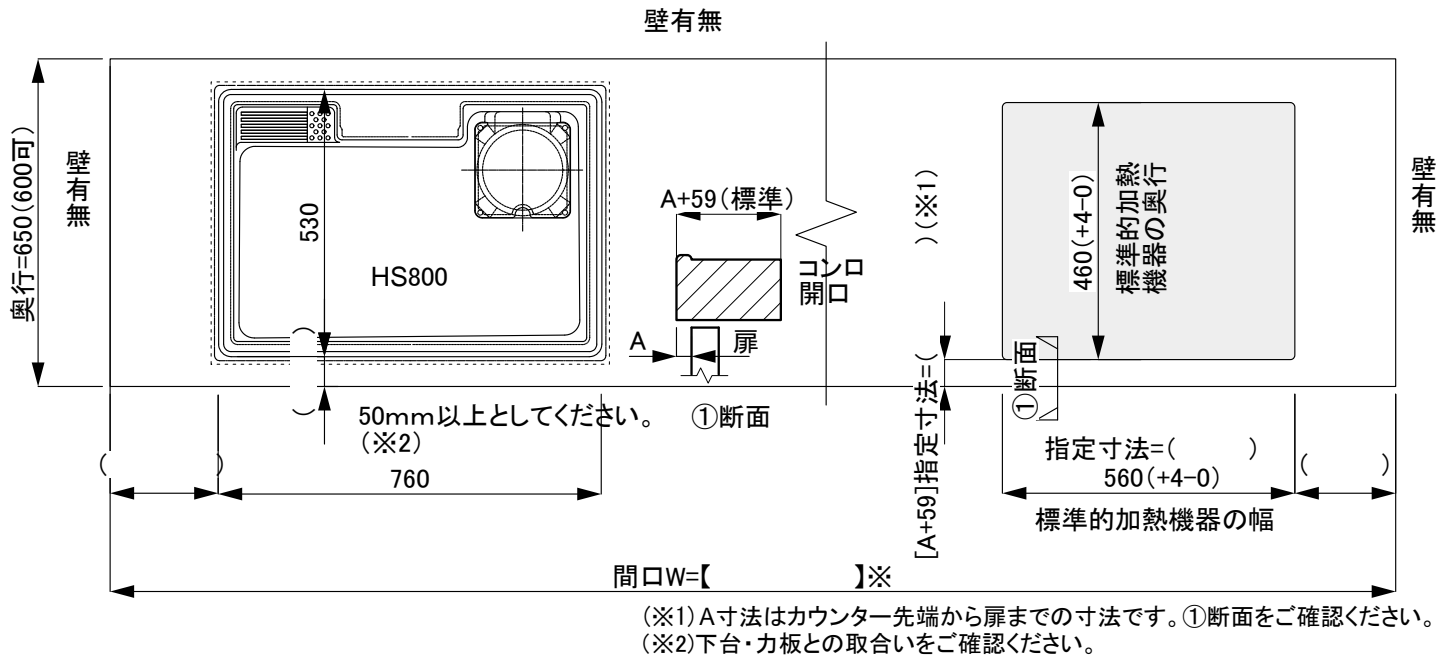 壁有無
奥行=650(600可)
壁有無
530
HS800
A+59(標準)
コンロ
開口
A
扉
①断面
50mm以上としてください。
(※2)
( )
( )
760
[A+59]指定寸法=( )(※1)
460(+4-0)
標準的加熱
機器の奥行
①断面
壁有無
指定寸法=( )
560(+4-0)
( )
標準的加熱機器の幅
間口W=【 】※
(※1)A寸法はカウンター先端から扉までの寸法です。①断面をご確認ください。
(※2)下台・力板との取合いをご確認ください。